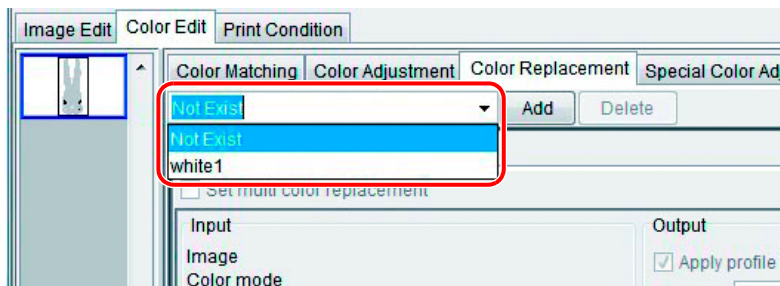 Image Edit Color Edit Print Condition
Color Matching Color Adjustment Color Replacement Special Color Ad
Not Exist Add Delete
Not Exist
white1
Set multi color replacement
Input Output
Image Apply profile
Color mode